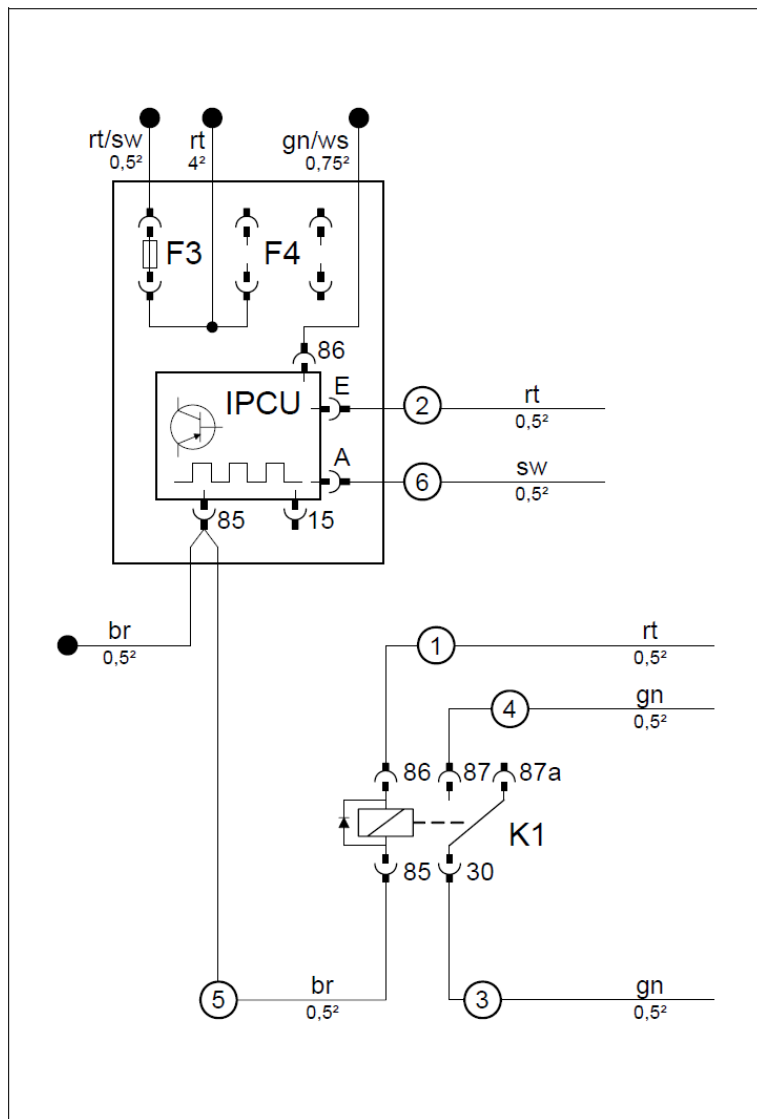 rt/sw rt gn/ws
0,5² 4² 0,75²
F3 F4
86
IPCU E
2 rt
0,5²
A
6 sw
0,5²
85 15
br
0,5²
1 rt
0,5²
4 gn
0,5²
86 87 87a
K1
85 30
5 br
0,5²
3 gn
0,5²